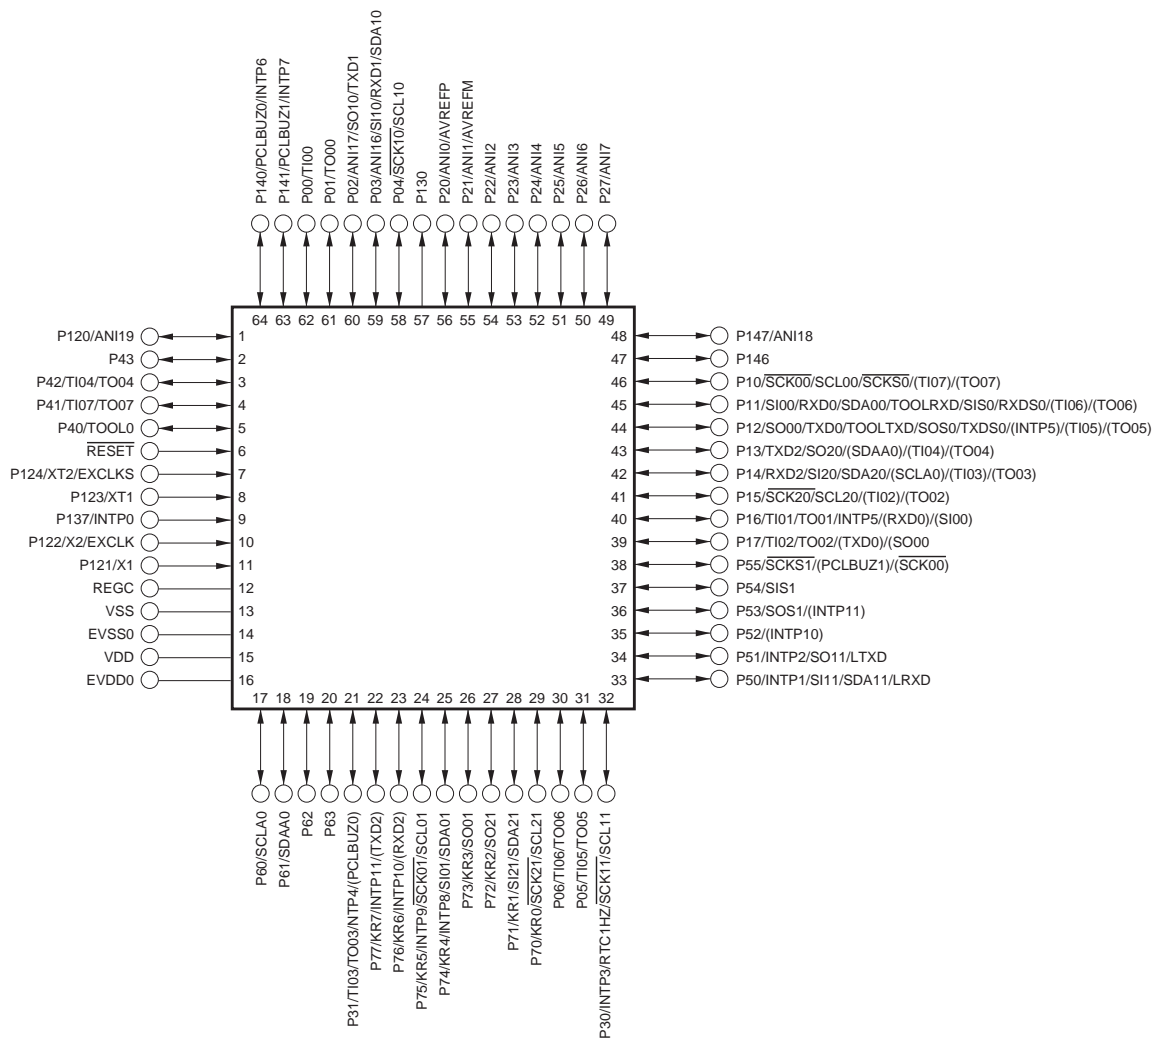 P140/PCLBUZ0/INTP6
P141/PCLBUZ1/INTP7
P00/TI00
P01/TO00
P02/ANI17/SO10/TXD1
P03/ANI16/SI10/RXD1/SDA10
P04/SCK10/SCL10
P130
P20/ANI0/AVREFP
P21/ANI1/AVREFM
P22/ANI2
P23/ANI3
P24/ANI4
P25/ANI5
P26/ANI6
P27/ANI7
64 63 62 61 60 59 58 57 56 55 54 53 52 51 50 49
P120/ANI19 1
P43 2
P42/TI04/TO04 3
P41/TI07/TO07 4
P40/TOOL0 5
RESET 6
P124/XT2/EXCLKS 7
P123/XT1 8
P137/INTP0 9
P122/X2/EXCLK 10
P121/X1 11
REGC 12
VSS 13
EVSS0 14
VDD 15
EVDD0 16
48 P147/ANI18
47 P146
46 P10/SCK00/SCL00/SCKS0/(TI07)/(TO07)
45 P11/SI00/RXD0/SDA00/TOOLRXD/SIS0/RXDS0/(TI06)/(TO06)
44 P12/SO00/TXD0/TOOLTXD/SOS0/TXDS0/(INTP5)/(TI05)/(TO05)
43 P13/TXD2/SO20/(SDAA0)/(TI04)/(TO04)
42 P14/RXD2/SI20/SDA20/(SCLA0)/(TI03)/(TO03)
41 P15/SCK20/SCL20/(TI02)/(TO02)
40 P16/TI01/TO01/INTP5/(RXD0)/(SI00)
39 P17/TI02/TO02/(TXD0)/(SO00
38 P55/SCKS1/(PCLBUZ1)/(SCK00)
37 P54/SIS1
36 P53/SOS1/(INTP11)
35 P52/(INTP10)
34 P51/INTP2/SO11/LTXD
33 P50/INTP1/SI11/SDA11/LRXD
17 18 19 20 21 22 23 24 25 26 27 28 29 30 31 32
P60/SCLA0
P61/SDAA0
P62
P63
P31/TI03/TO03/NTP4/(PCLBUZ0)
P77/KR7/INTP11/(TXD2)
P76/KR6/INTP10/(RXD2)
P75/KR5/INTP9/SCK01/SCL01
P74/KR4/INTP8/SI01/SDA01
P73/KR3/SO01
P72/KR2/SO21
P71/KR1/SI21/SDA21
P70/KR0/SCK21/SCL21
P06/TI06/TO06
P05/TI05/TO05
P30/INTP3/RTC1HZ/SCK11/SCL11